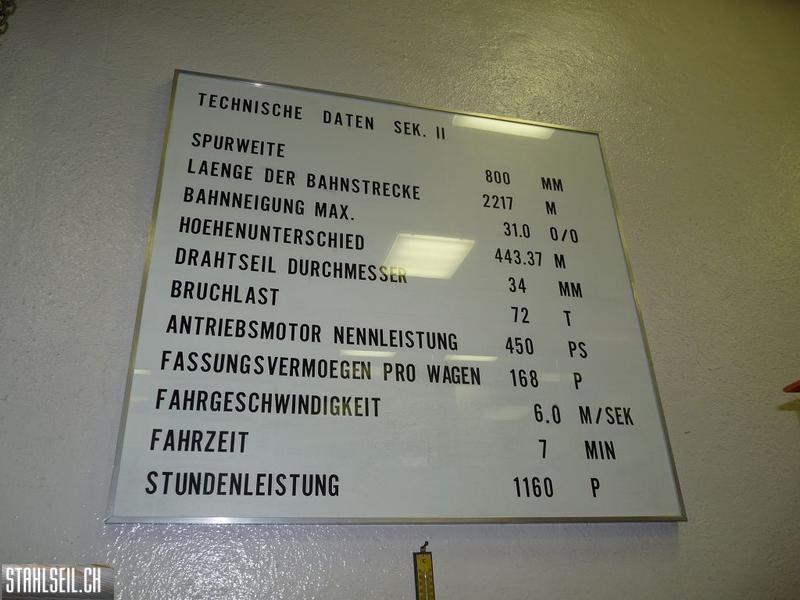 TECHNISCHE DATEN SEK. II
SPURWEITE 800 MM
LAENGE DER BAHNSTRECKE 2217 M
BAHNNEIGUNG MAX. 31.0 O/O
HOEHENUNTERSCHIED 443.37 M
DRAHTSEIL DURCHMESSER 34 MM
BRUCHLAST 72 T
ANTRIEBSMOTOR NENNLEISTUNG 450 PS
FASSUNGSVERMOEGEN PRO WAGEN 168 P
FAHRGESCHWINDIGKEIT 6.0 M/SEK
FAHRZEIT 7 MIN
STUNDENLEISTUNG 1160 P
STAHLSEIL.CH